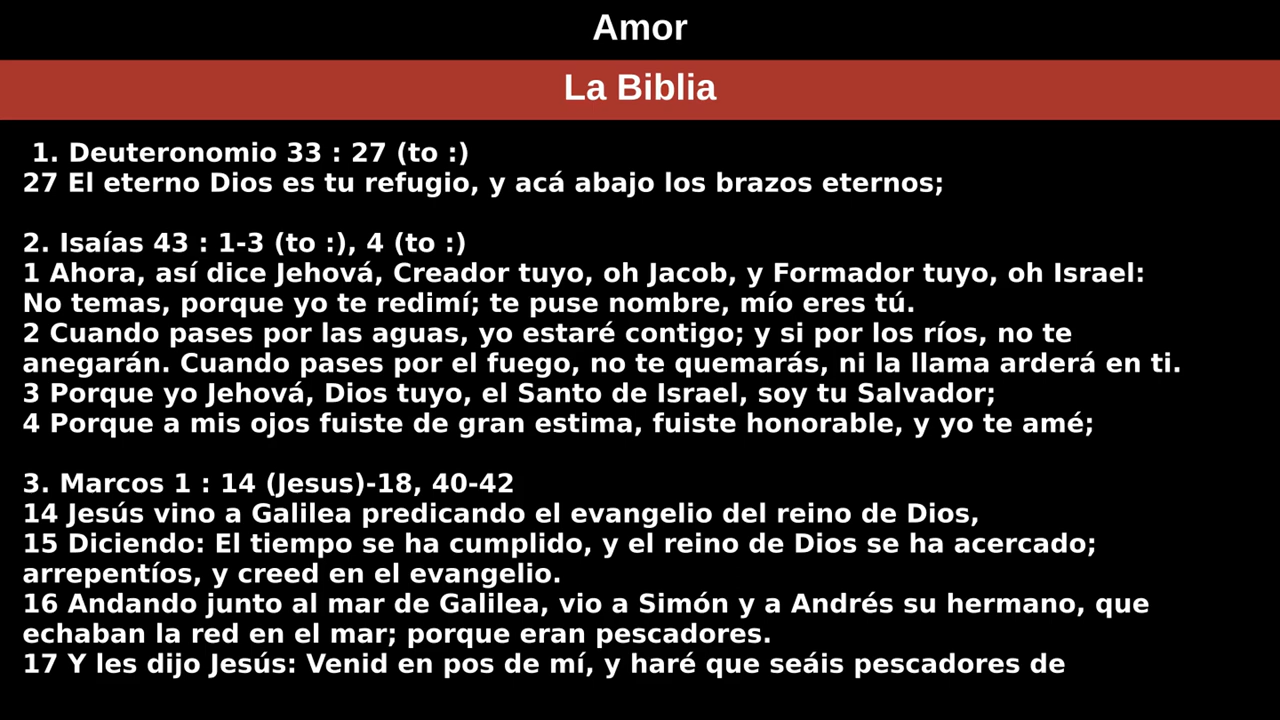 Amor
La Biblia
1. Deuteronomio 33 : 27 (to :)
27 El eterno Dios es tu refugio, y acá abajo los brazos eternos;
2. Isaías 43 : 1-3 (to :), 4 (to :)
1 Ahora, así dice Jehová, Creador tuyo, oh Jacob, y Formador tuyo, oh Israel:
No temas, porque yo te redimí; te puse nombre, mío eres tú.
2 Cuando pases por las aguas, yo estaré contigo; y si por los ríos, no te
anegarán. Cuando pases por el fuego, no te quemarás, ni la llama arderá en ti.
3 Porque yo Jehová, Dios tuyo, el Santo de Israel, soy tu Salvador;
4 Porque a mis ojos fuiste de gran estima, fuiste honorable, y yo te amé;
3. Marcos 1 : 14 (Jesus)-18, 40-42
14 Jesús vino a Galilea predicando el evangelio del reino de Dios,
15 Diciendo: El tiempo se ha cumplido, y el reino de Dios se ha acercado;
arrepentíos, y creed en el evangelio.
16 Andando junto al mar de Galilea, vio a Simón y a Andrés su hermano, que
echaban la red en el mar; porque eran pescadores.
17 Y les dijo Jesús: Venid en pos de mí, y haré que seáis pescadores de